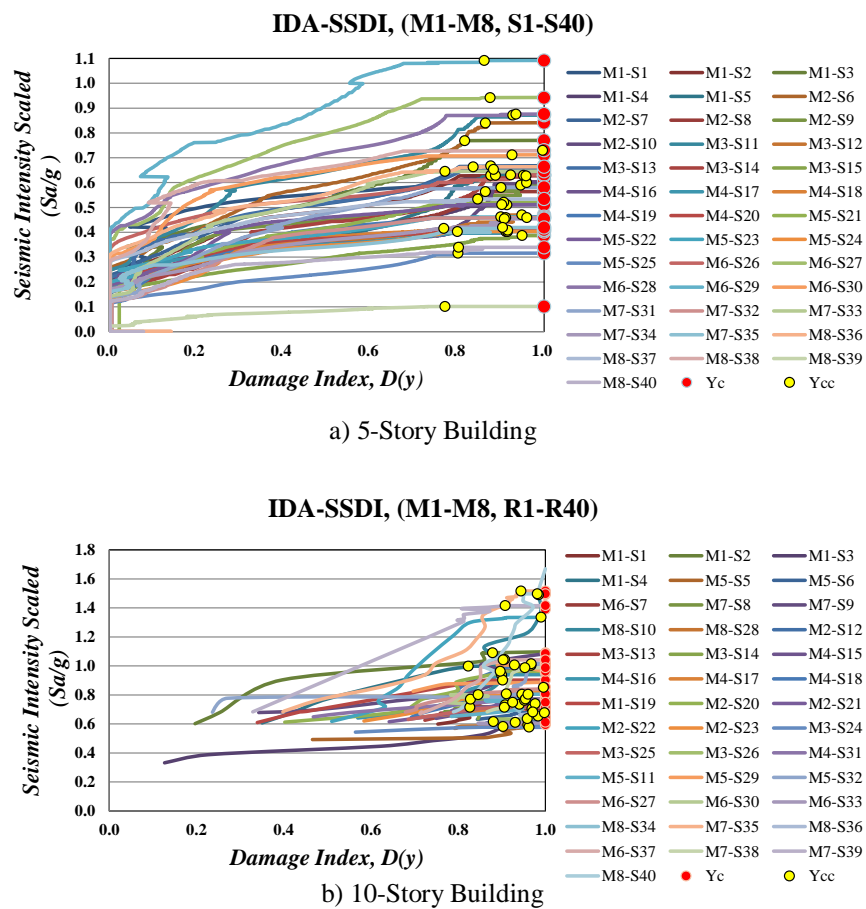 IDA-SSDI, (M1-M8, S1-S40)
Seismic Intensity Scaled
(Sa/g)
1.1
1.0
0.9
0.8
0.7
0.6
0.5
0.4
0.3
0.2
0.1
0.0
0.0 0.2 0.4 0.6 0.8 1.0
Damage Index, D(y)
M1-S1 M1-S2 M1-S3
M1-S4 M1-S5 M2-S6
M2-S7 M2-S8 M2-S9
M2-S10 M3-S11 M3-S12
M3-S13 M3-S14 M3-S15
M4-S16 M4-S17 M4-S18
M4-S19 M4-S20 M5-S21
M5-S22 M5-S23 M5-S24
M5-S25 M6-S26 M6-S27
M6-S28 M6-S29 M6-S30
M7-S31 M7-S32 M7-S33
M7-S34 M7-S35 M8-S36
M8-S37 M8-S38 M8-S39
M8-S40 Yc Ycc
a) 5-Story Building
IDA-SSDI, (M1-M8, R1-R40)
Seismic Intensity Scaled
(Sa/g)
1.8
1.6
1.4
1.2
1.0
0.8
0.6
0.4
0.2
0.0
0.0 0.2 0.4 0.6 0.8 1.0
Damage Index, D(y)
M1-S1 M1-S2 M1-S3
M1-S4 M5-S5 M5-S6
M6-S7 M7-S8 M7-S9
M8-S10 M8-S28 M2-S12
M3-S13 M3-S14 M4-S15
M4-S16 M4-S17 M4-S18
M1-S19 M2-S20 M2-S21
M2-S22 M2-S23 M3-S24
M3-S25 M3-S26 M4-S31
M5-S11 M5-S29 M5-S32
M6-S27 M6-S30 M6-S33
M8-S34 M7-S35 M8-S36
M6-S37 M7-S38 M7-S39
M8-S40 Yc Ycc
b) 10-Story Building